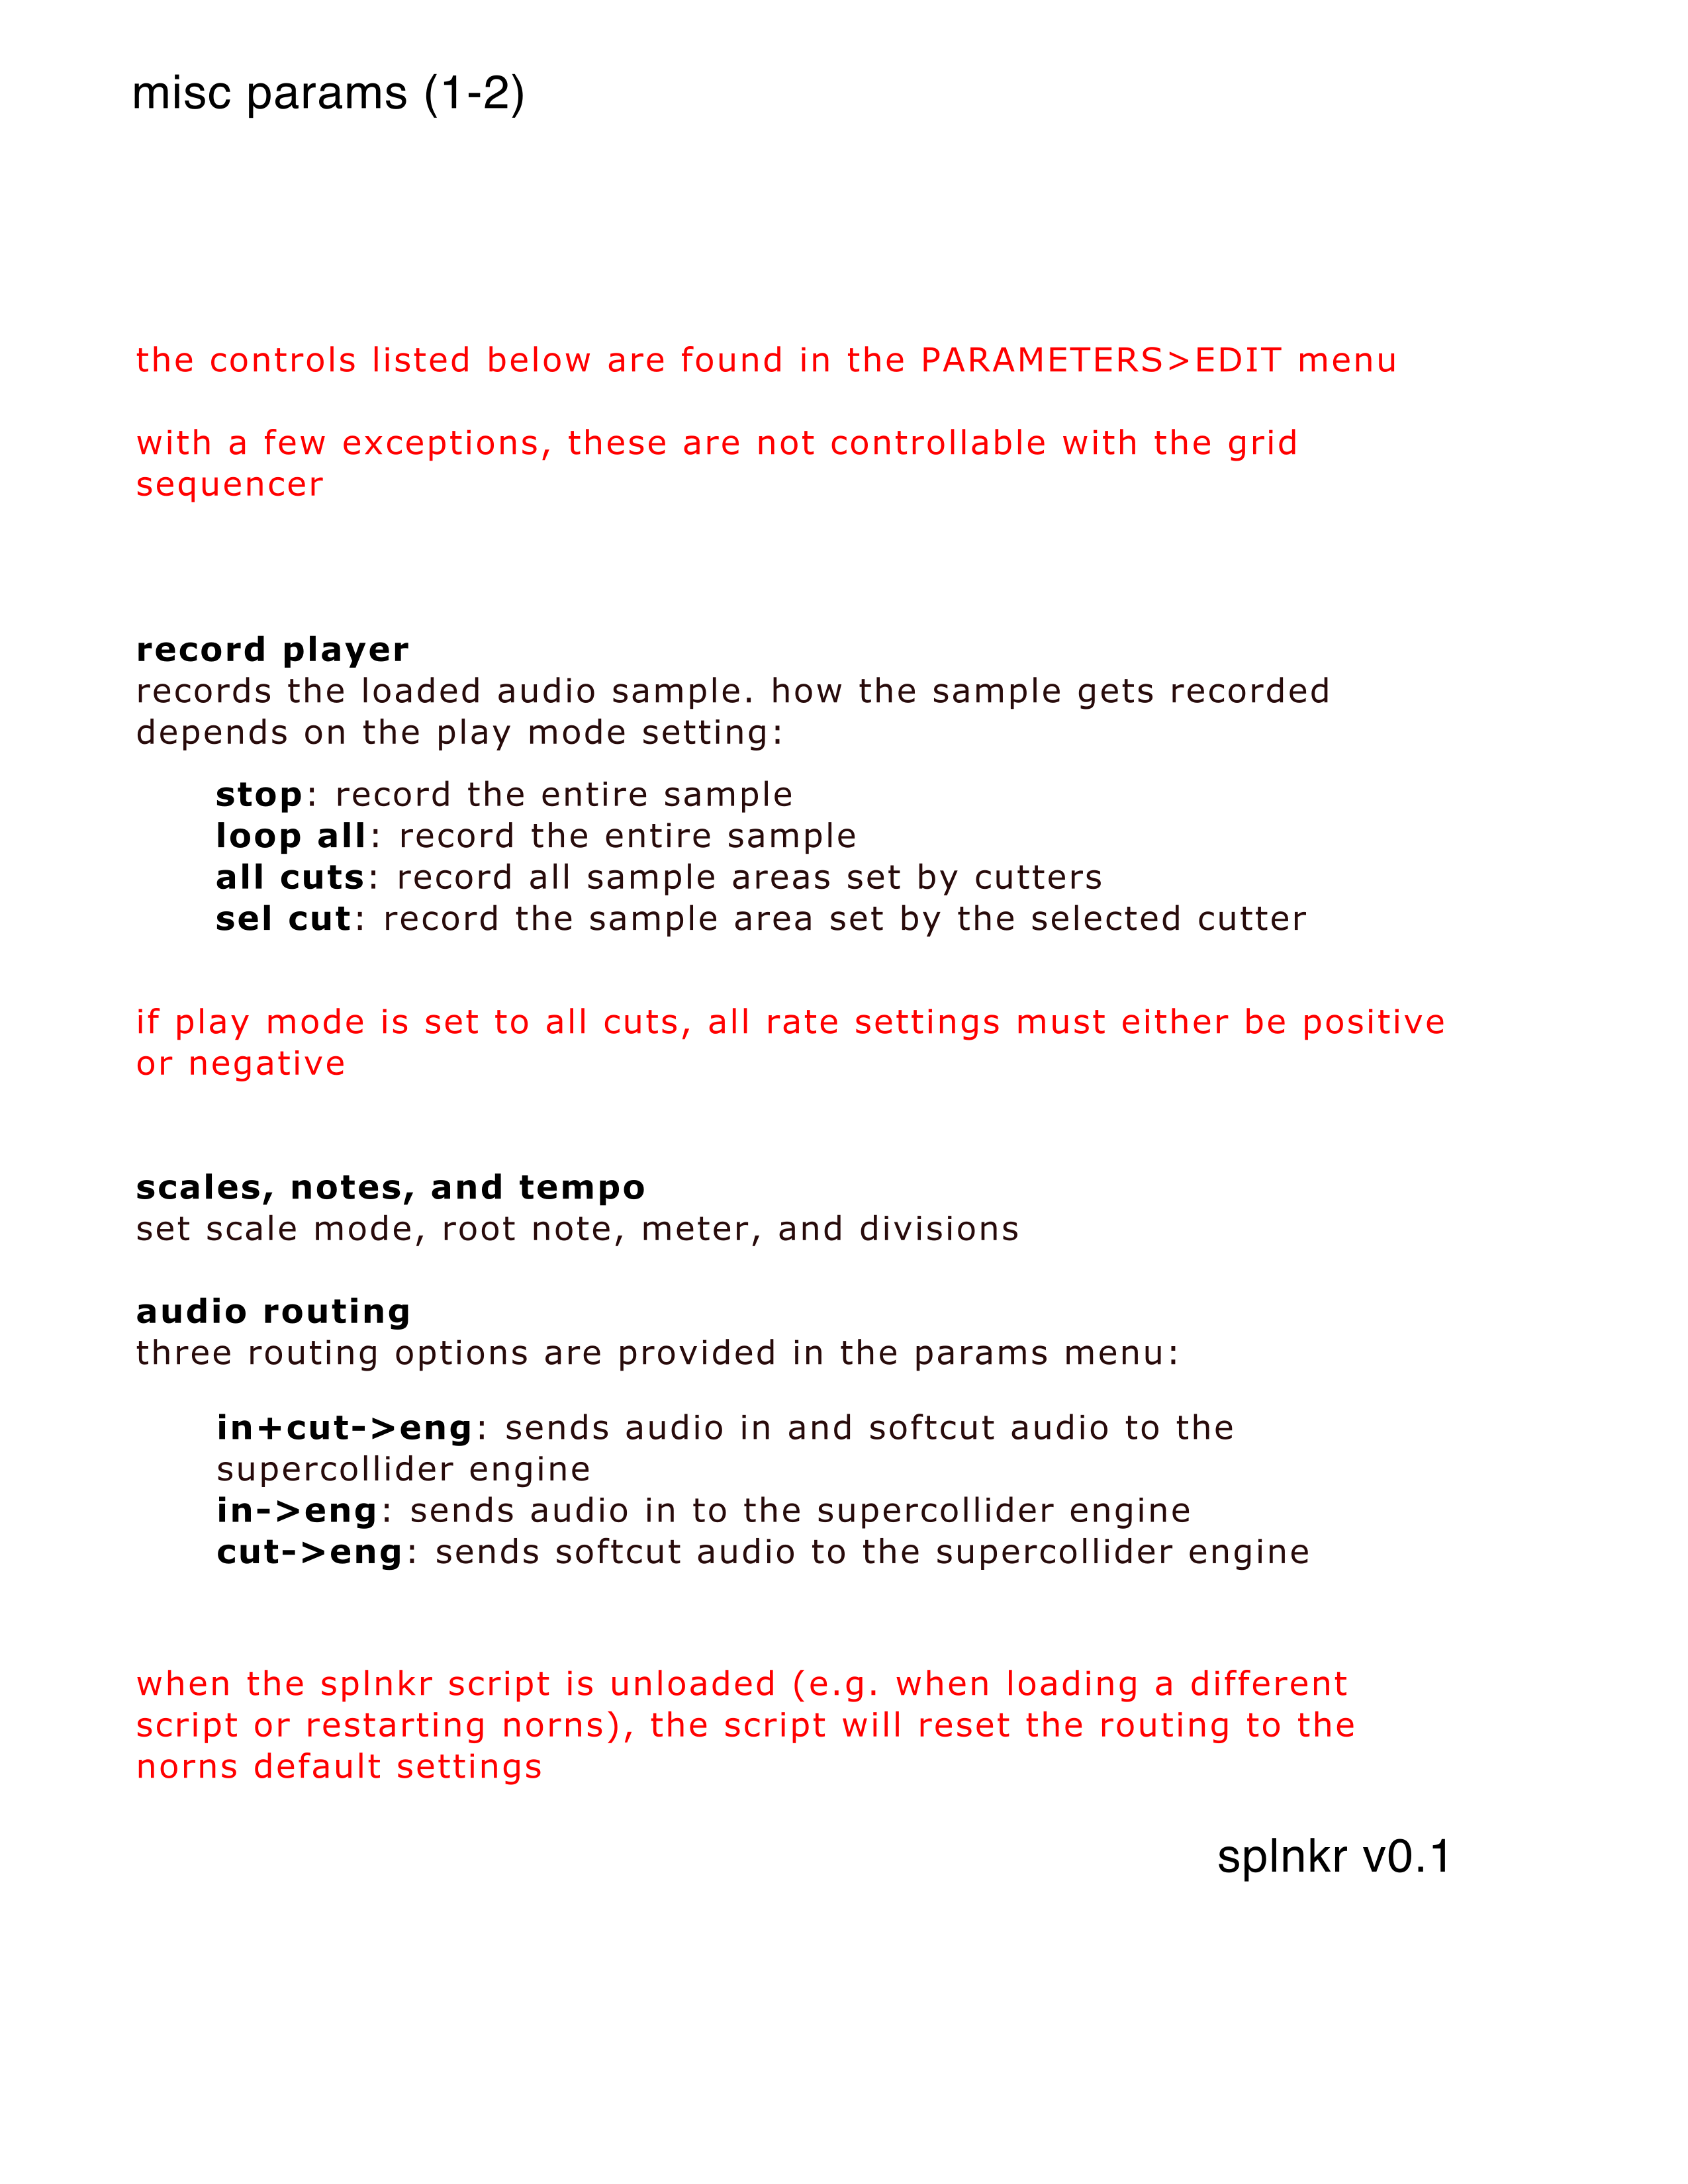 misc params (1-2)
the controls listed below are found in the PARAMETERS>EDIT menu
with a few exceptions, these are not controllable with the grid
sequencer
record player
records the loaded audio sample. how the sample gets recorded
depends on the play mode setting:
stop: record the entire sample
loop all: record the entire sample
all cuts: record all sample areas set by cutters
sel cut: record the sample area set by the selected cutter
if play mode is set to all cuts, all rate settings must either be positive
or negative
scales, notes, and tempo
set scale mode, root note, meter, and divisions
audio routing
three routing options are provided in the params menu:
in+cut->eng: sends audio in and softcut audio to the
supercollider engine
in->eng: sends audio in to the supercollider engine
cut->eng: sends softcut audio to the supercollider engine
when the splnkr script is unloaded (e.g. when loading a different
script or restarting norns), the script will reset the routing to the
norns default settings
splnkr v0.1